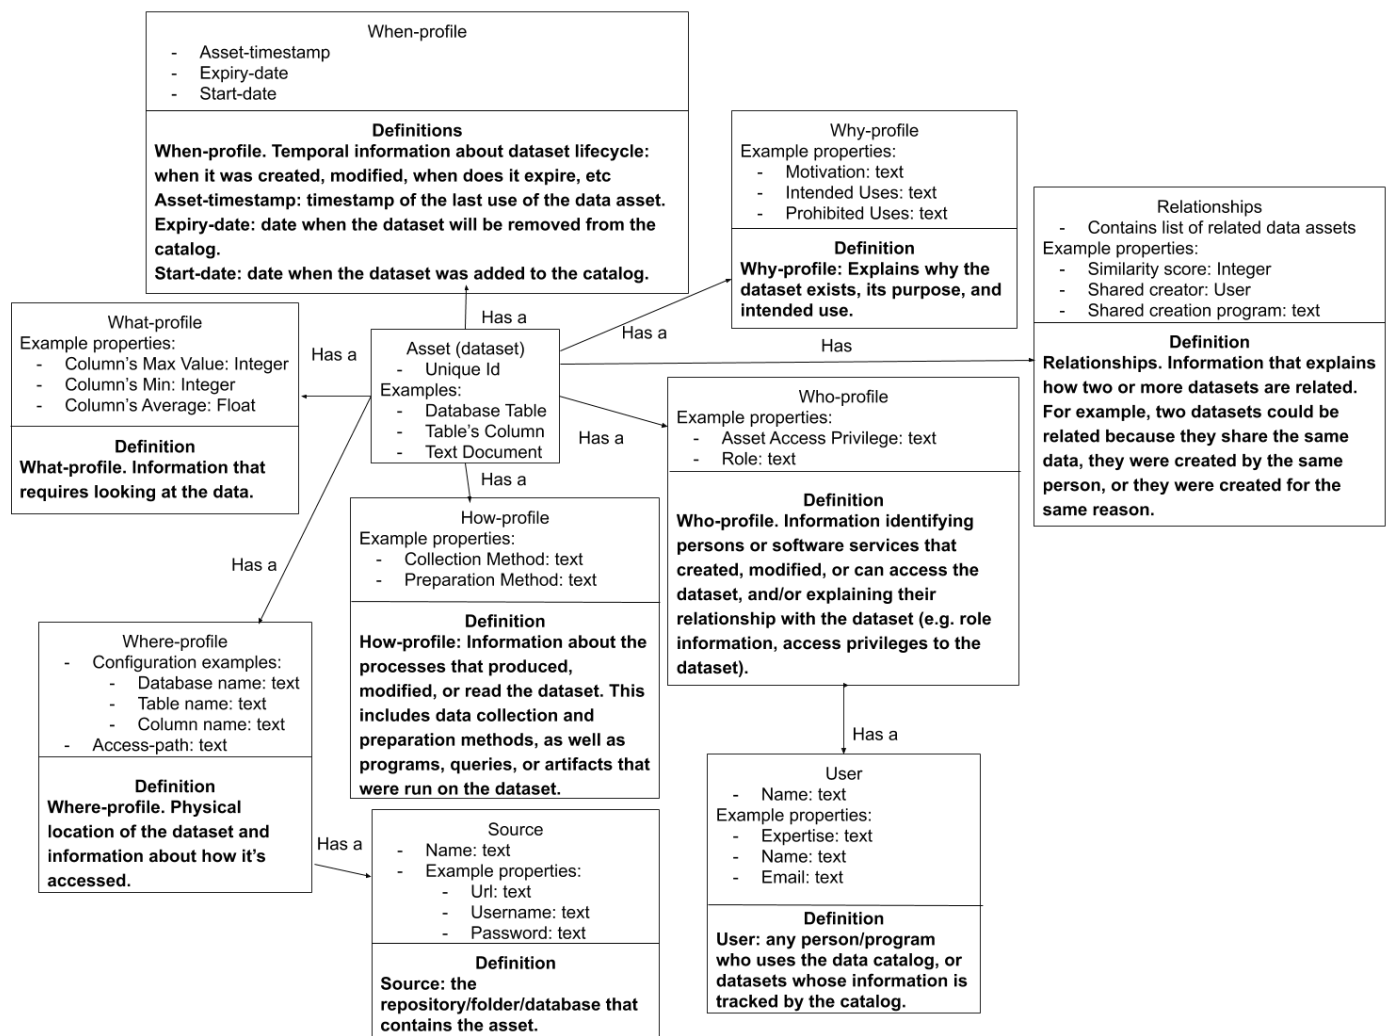 When-profile
- Asset-timestamp
- Expiry-date
- Start-date
Definitions
When-profile. Temporal information about dataset lifecycle:
when it was created, modified, when does it expire, etc
Asset-timestamp: timestamp of the last use of the data asset.
Expiry-date: date when the dataset will be removed from the
catalog.
Start-date: date when the dataset was added to the catalog.
Why-profile
Example properties:
- Motivation: text
- Intended Uses: text
- Prohibited Uses: text
Definition
Why-profile: Explains why the
dataset exists, its purpose, and
intended use.
Relationships
- Contains list of related data assets
Example properties:
- Similarity score: Integer
- Shared creator: User
- Shared creation program: text
Definition
Relationships. Information that explains
how two or more datasets are related.
For example, two datasets could be
related because they share the same
data, they were created by the same
person, or they were created for the
same reason.
What-profile
Example properties:
- Column's Max Value: Integer
- Column's Min: Integer
- Column's Average: Float
Definition
What-profile. Information that
requires looking at the data.
Has a
Has a
Has a
Has
Asset (dataset)
- Unique Id
Examples:
- Database Table
- Table's Column
- Text Document
Has a
Has a
Has a
Who-profile
Example properties:
- Asset Access Privilege: text
- Role: text
Definition
Who-profile. Information identifying
persons or software services that
created, modified, or can access the
dataset, and/or explaining their
relationship with the dataset (e.g. role
information, access privileges to the
dataset).
How-profile
Example properties:
- Collection Method: text
- Preparation Method: text
Definition
How-profile: Information about the
processes that produced,
modified, or read the dataset. This
includes data collection and
preparation methods, as well as
programs, queries, or artifacts that
were run on the dataset.
Where-profile
- Configuration examples:
- Database name: text
- Table name: text
- Column name: text
- Access-path: text
Definition
Where-profile. Physical
location of the dataset and
information about how it's
accessed.
Has a
Source
- Name: text
- Example properties:
- Url: text
- Username: text
- Password: text
Definition
Source: the
repository/folder/database that
contains the asset.
Has a
User
- Name: text
Example properties:
- Expertise: text
- Name: text
- Email: text
Definition
User: any person/program
who uses the data catalog, or
datasets whose information is
tracked by the catalog.